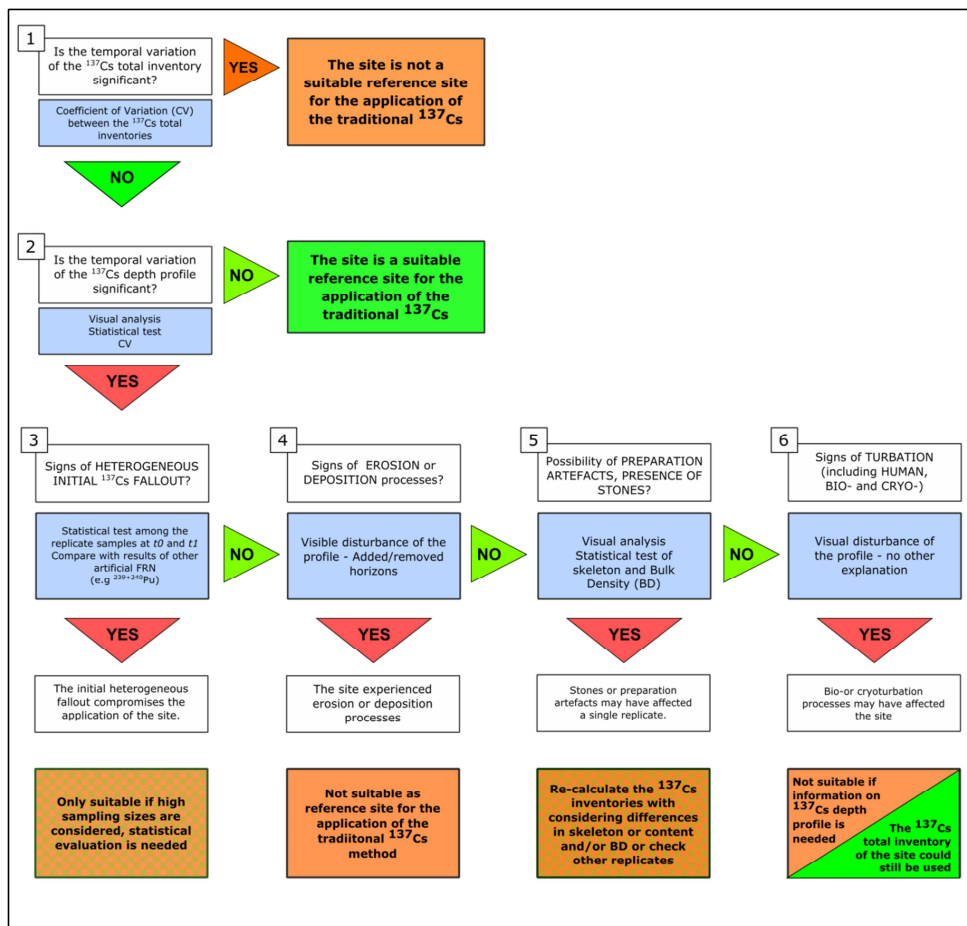 1
Is the temporal variation
of the ¹³⁷Cs total inventory
significant?
Coefficient of Variation (CV)
between the ¹³⁷Cs total
inventories
YES
The site is not a
suitable reference site
for the application of
the traditional ¹³⁷Cs
NO
2
Is the temporal variation
of the ¹³⁷Cs depth profile
significant?
Visual analysis
Stiatistical test
CV
NO
The site is a suitable
reference site for the
application of the
traditional ¹³⁷Cs
YES
3
Signs of HETEROGENEOUS
INITIAL ¹³⁷Cs FALLOUT?
Statistical test among the
replicate samples at t0 and t1
Compare with results of other
artificial FRN
(e.g ²³⁹⁺²⁴⁰Pu)
NO
YES
The initial heterogeneous
fallout compromises the
application of the site.
Only suitable if high
sampling sizes are
considered, statistical
evaluation is needed
4
Signs of EROSION or
DEPOSITION processes?
Visible disturbance of the
profile - Added/removed
horizons
NO
YES
The site experienced
erosion or deposition
processes
Not suitable as
reference site for the
application of the
tradiitonal ¹³⁷Cs
method
5
Possibility of PREPARATION
ARTEFACTS, PRESENCE OF
STONES?
Visual analysis
Statistical test of
skeleton and Bulk
Density (BD)
NO
YES
Stones or preparation
artefacts may have affected
a single replicate.
Re-calculate the ¹³⁷Cs
inventories with
considering differences
in skeleton or content
and/or BD or check
other replicates
6
Signs of TURBATION
(including HUMAN,
BIO- and CRYO-)
Visual disturbance of
the profile - no other
explanation
YES
Bio-or cryoturbation
processes may have affected
the site
Not suitable if
information on
¹³⁷Cs depth
profile is
needed
The ¹³⁷Cs
total inventory
of the site could
still be used